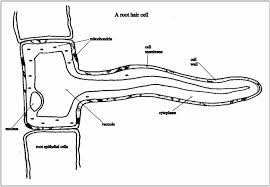 A root hair cell
mitochondria
cell
membrane
cell
wall
nucleus
vacuole
cytoplasm
root epithelial cells